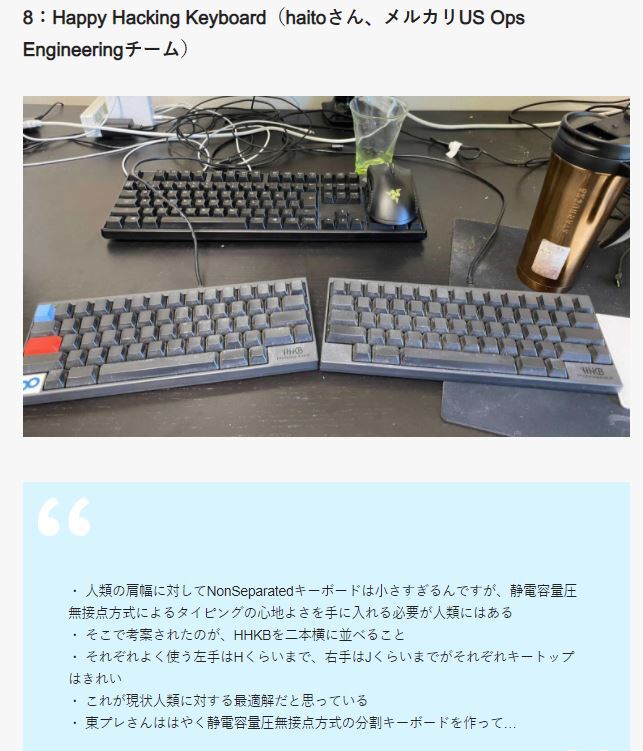 8：Happy Hacking Keyboard（haitoさん、メルカリUS Ops
Engineeringチーム）
STARBUCKS
HHKB
HHKB
・ 人類の肩幅に対してNonSeparatedキーボードは小さすぎるんですが、静電容量圧
無接点方式によるタイピングの心地よさを手に入れる必要が人類にはある
・ そこで考案されたのが、HHKBを二本横に並べること
・ それぞれよく使う左手はHくらいまで、右手はJくらいまでがそれぞれキートップ
はきれい
・ これが現状人類に対する最適解だと思っている
・ 東プレさんははやく静電容量圧無接点方式の分割キーボードを作って…